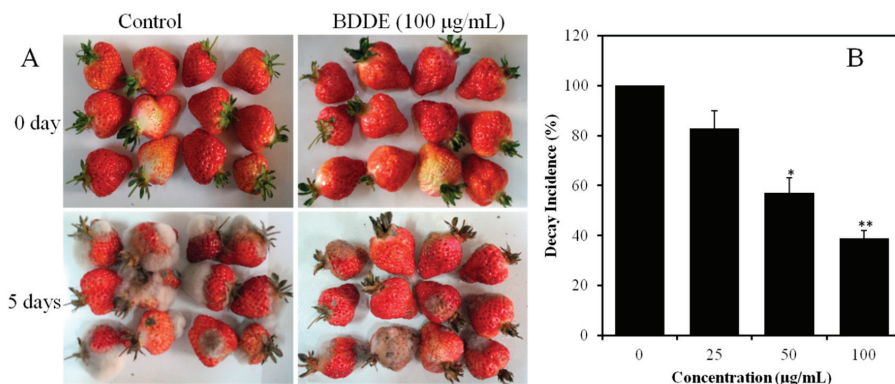 Control
BDDE (100 μg/mL)
A
0 day
5 days
B
Decay Incidence (%)
120
100
80
60
40
20
0
*
**
0 25 50 100
Concentration (μg/mL)